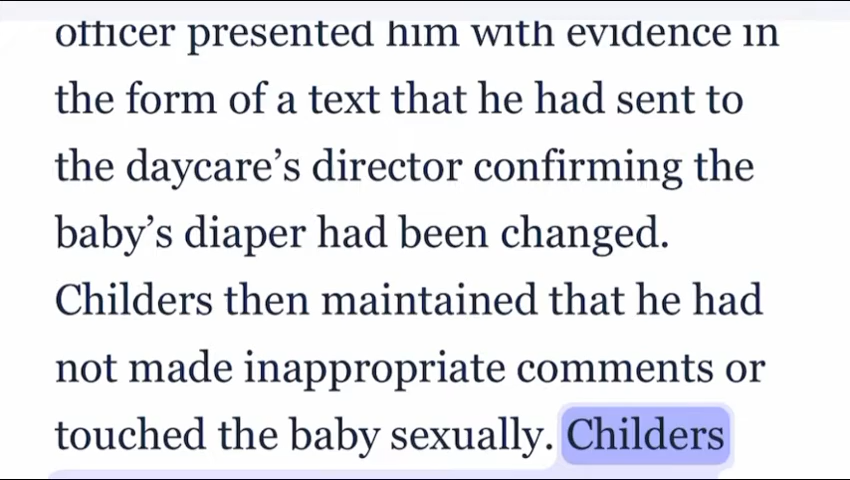 officer presented him with evidence in
the form of a text that he had sent to
the daycare’s director confirming the
baby’s diaper had been changed.
Childers then maintained that he had
not made inappropriate comments or
touched the baby sexually. Childers